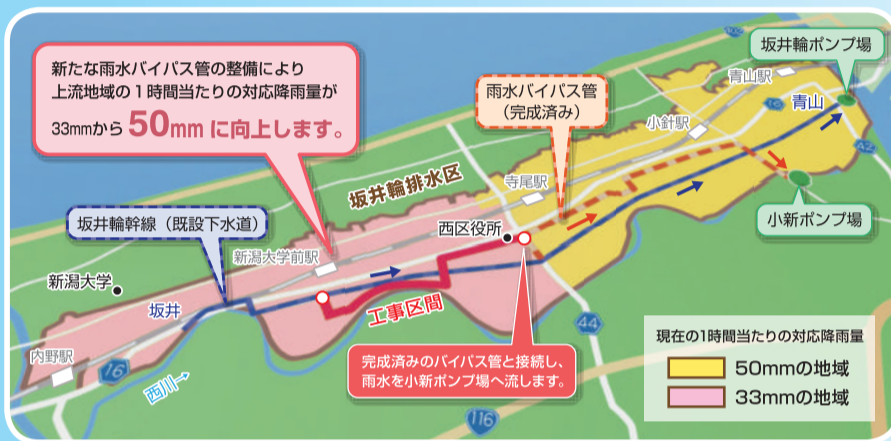 新たな雨水バイパス管の整備により
上流地域の1時間当たりの対応降雨量が
33mmから50mmに向上します。
坂井輪ポンプ場
青山駅
青山
16
雨水バイパス管
(完成済み)
小針駅
402
寺尾駅
坂井輪排水区
小新ポンプ場
坂井輪幹線(既設下水道)
西区役所
新潟大学前駅
新潟大学
坂井
工事区間
44
内野駅
16
西川→
完成済みのバイパス管と接続し、
雨水を小新ポンプ場へ流します。
116
現在の1時間当たりの対応降雨量
50mmの地域
33mmの地域